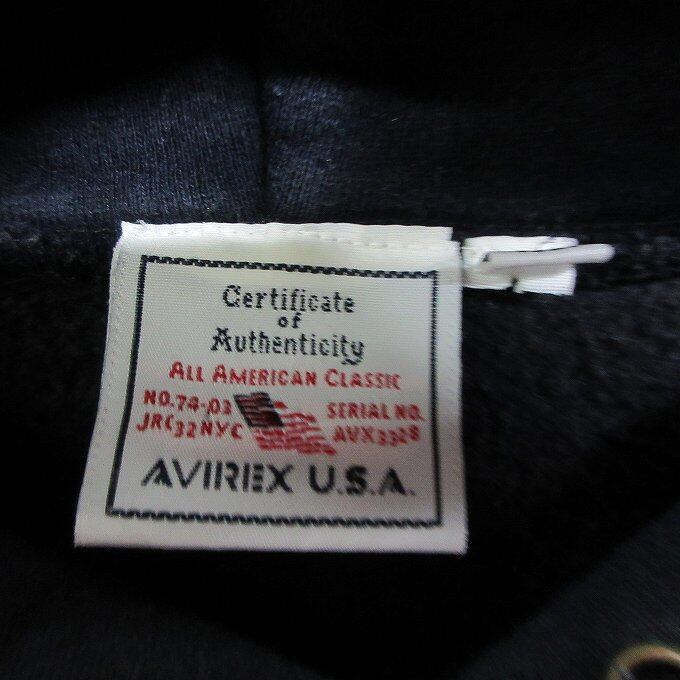 Certificate
of
Authenticity
ALL AMERICAN CLASSIC
NO.74-03 SERIAL NO.
JRC32NYC AVX3328
AVIREX U.S.A.